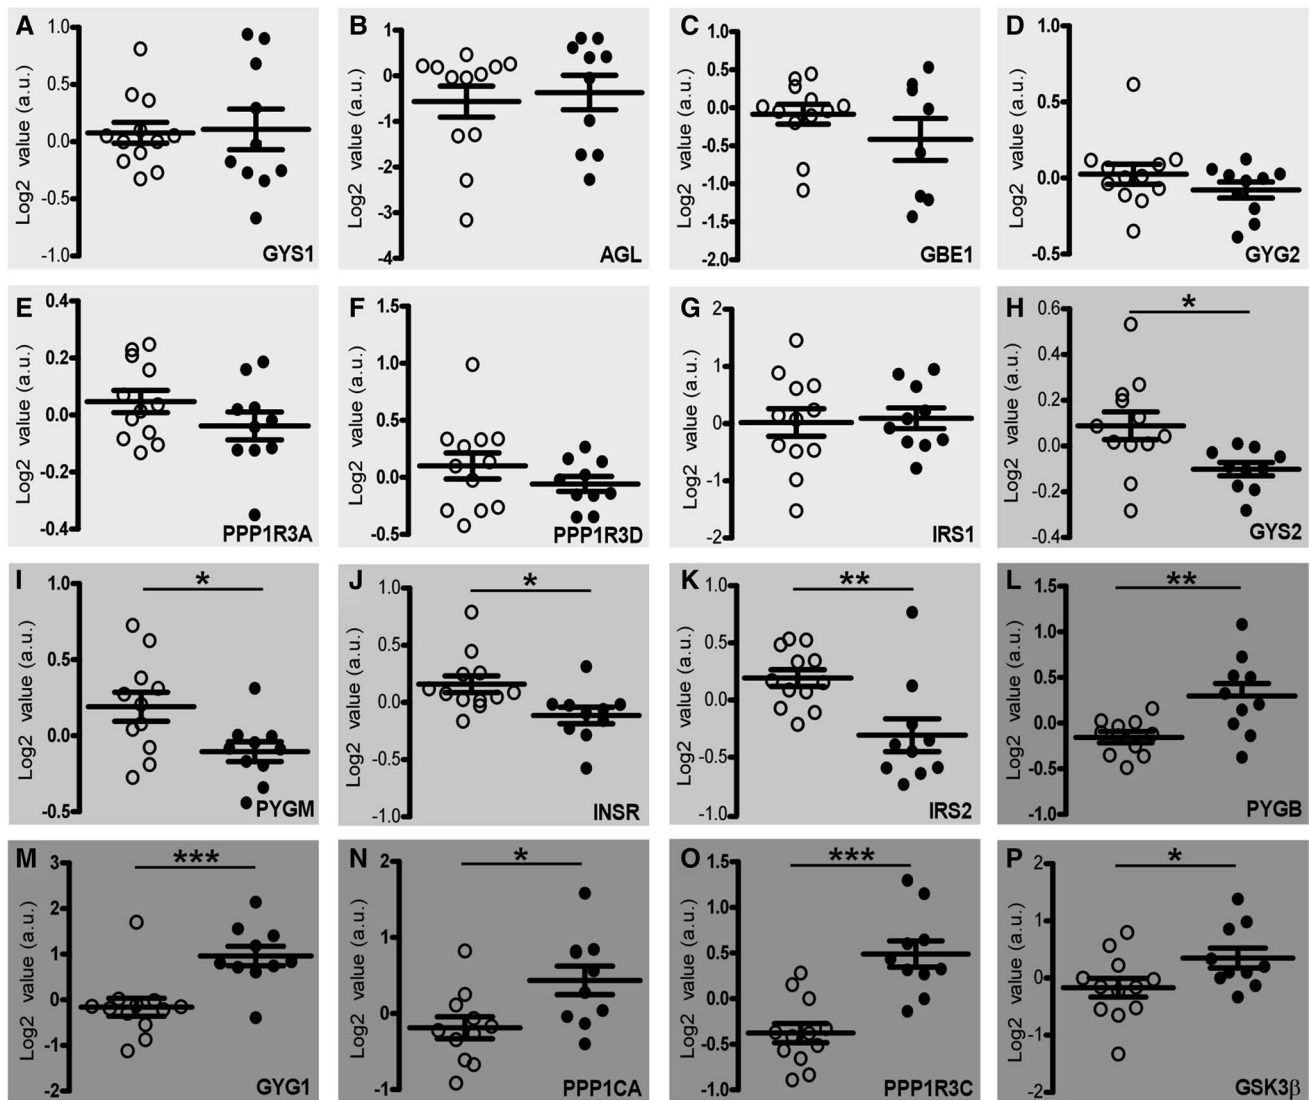 A
Log2 value (a.u.)
1.0
0.5
0.0
-0.5
-1.0
GYS1
B
Log2 value (a.u.)
1
0
-1
-2
-3
-4
AGL
C
Log2 value (a.u.)
1.0
0.5
0.0
-0.5
-1.0
-1.5
-2.0
GBE1
D
Log2 value (a.u.)
1.0
0.5
0.0
-0.5
GYG2
E
Log2 value (a.u.)
0.4
0.2
0.0
-0.2
-0.4
PPP1R3A
F
Log2 value (a.u.)
1.5
1.0
0.5
0.0
-0.5
PPP1R3D
G
Log2 value (a.u.)
2
1
0
-1
-2
IRS1
H
Log2 value (a.u.)
0.6
0.4
0.2
0.0
-0.2
-0.4
*
GYS2
I
Log2 value (a.u.)
1.0
0.5
0.0
-0.5
*
PYGM
J
Log2 value (a.u.)
1.0
0.5
0.0
-0.5
-1.0
*
INSR
K
Log2 value (a.u.)
1.0
0.5
0.0
-0.5
-1.0
**
IRS2
L
Log2 value (a.u.)
1.5
1.0
0.5
0.0
-0.5
-1.0
**
PYGB
M
Log2 value (a.u.)
3
2
1
0
-1
-2
***
GYG1
N
Log2 value (a.u.)
2
1
0
-1
*
PPP1CA
O
Log2 value (a.u.)
1.5
1.0
0.5
0.0
-0.5
-1.0
***
PPP1R3C
P
Log2 value (a.u.)
2
1
0
-1
-2
*
GSK3β